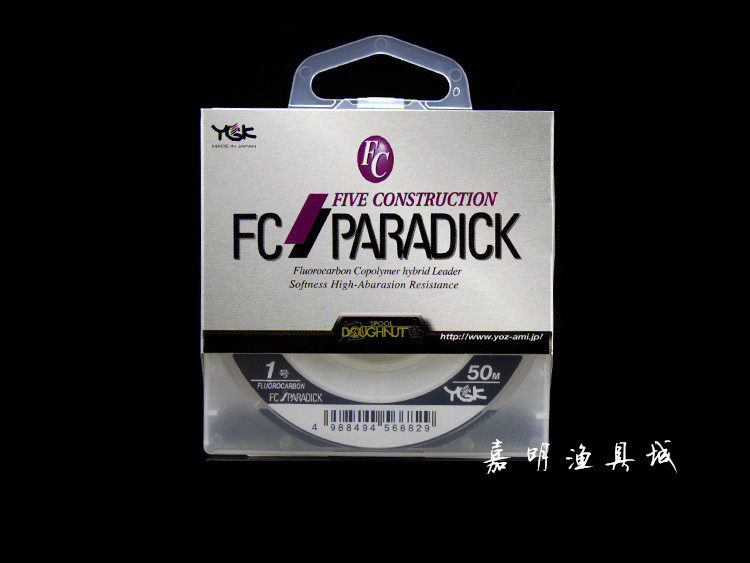 YGK
MADE IN JAPAN
FC
FIVE CONSTRUCTION
FC PARADICK
Fluorocarbon Copolymer hybrid Leader
Softness High-Abarasion Resistance
SPOOL
DOUGHNUT
http://www.yoz-ami.jp/
1号
FLUOROCARBON
FC PARADICK
50M
YGK
4 988494 566829
嘉明渔具城